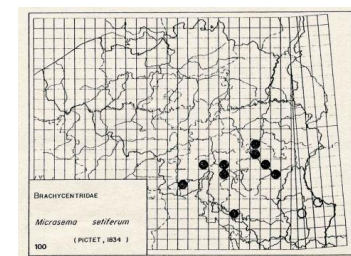 BRACHYCENTRIDAE
Microsema setiferum
(PICTET, 1834)
100